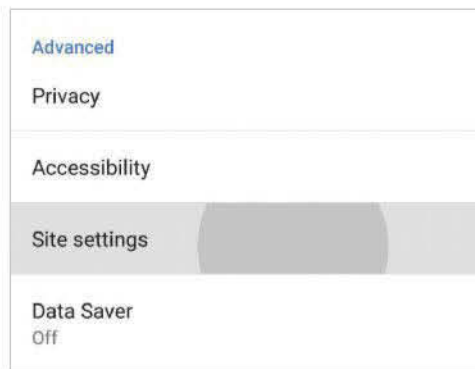 Advanced
Privacy
Accessibility
Site settings
Data Saver
Off